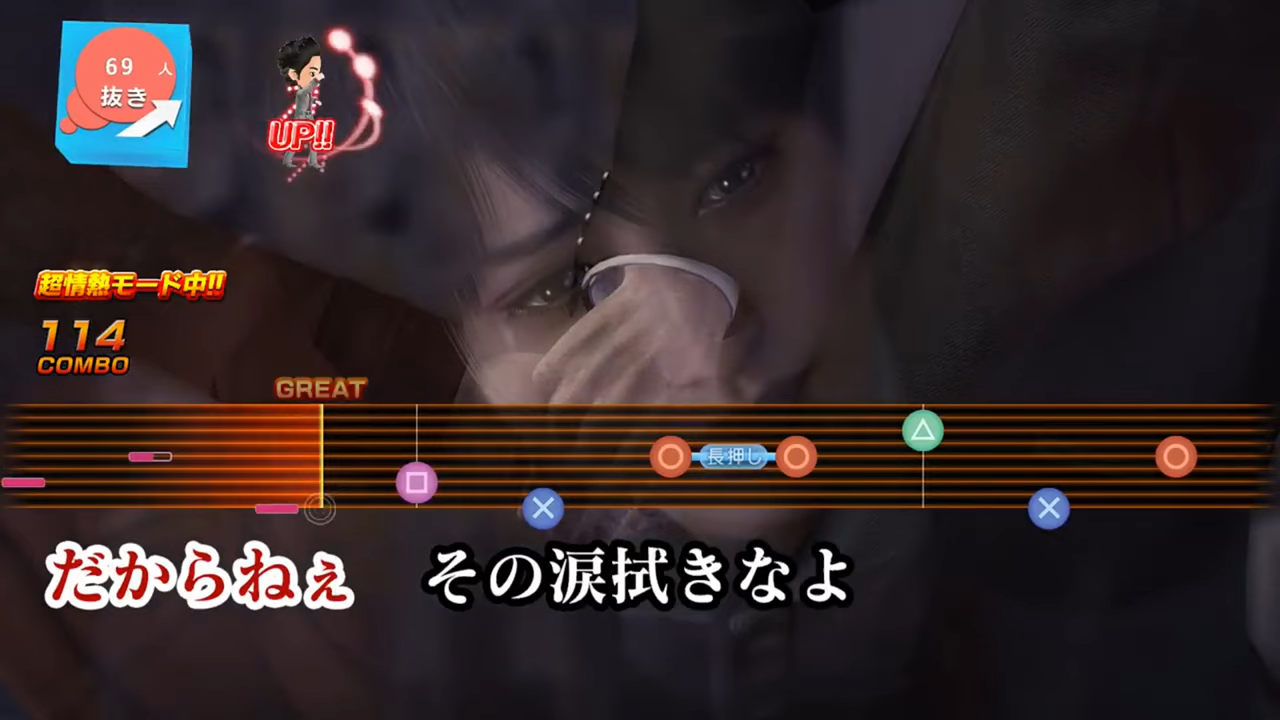 69 人
抜き
UP!!
超情熱モード中!!
114
COMBO
GREAT
長押し
だからねぇ その涙拭きなよ